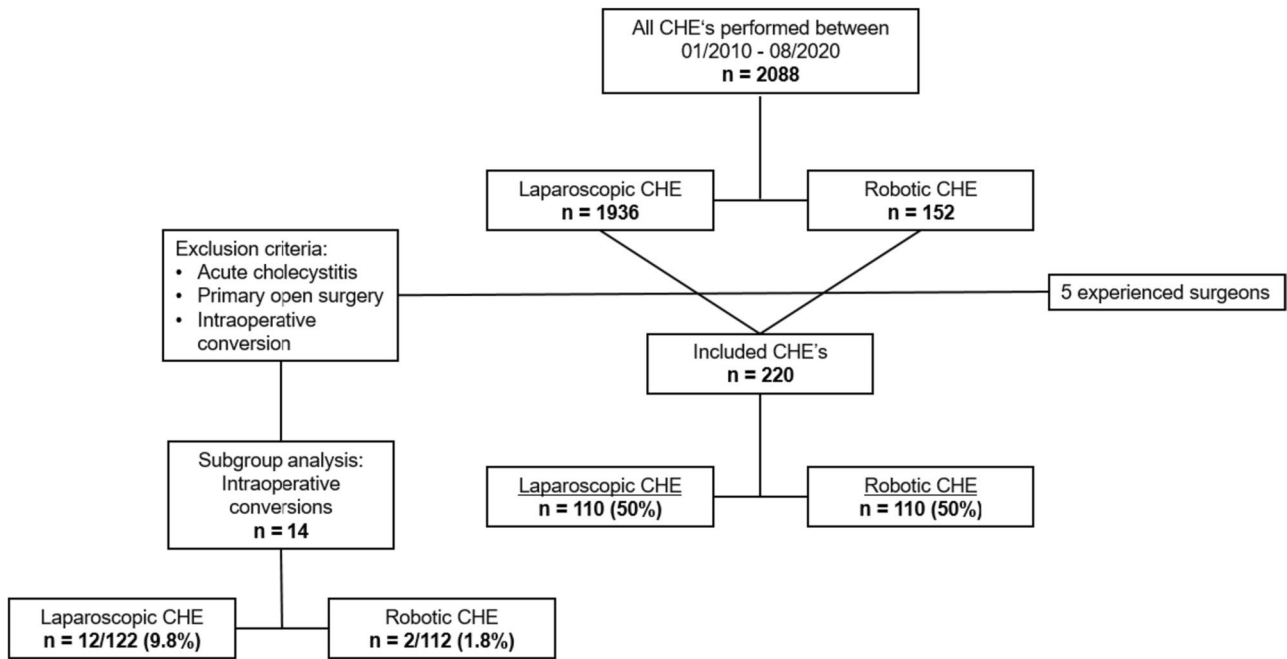 All CHE‘s performed between
01/2010 - 08/2020
n = 2088
Laparoscopic CHE
n = 1936
Robotic CHE
n = 152
Exclusion criteria:
• Acute cholecystitis
• Primary open surgery
• Intraoperative
conversion
5 experienced surgeons
Included CHE’s
n = 220
Subgroup analysis:
Intraoperative
conversions
n = 14
Laparoscopic CHE
n = 110 (50%)
Robotic CHE
n = 110 (50%)
Laparoscopic CHE
n = 12/122 (9.8%)
Robotic CHE
n = 2/112 (1.8%)